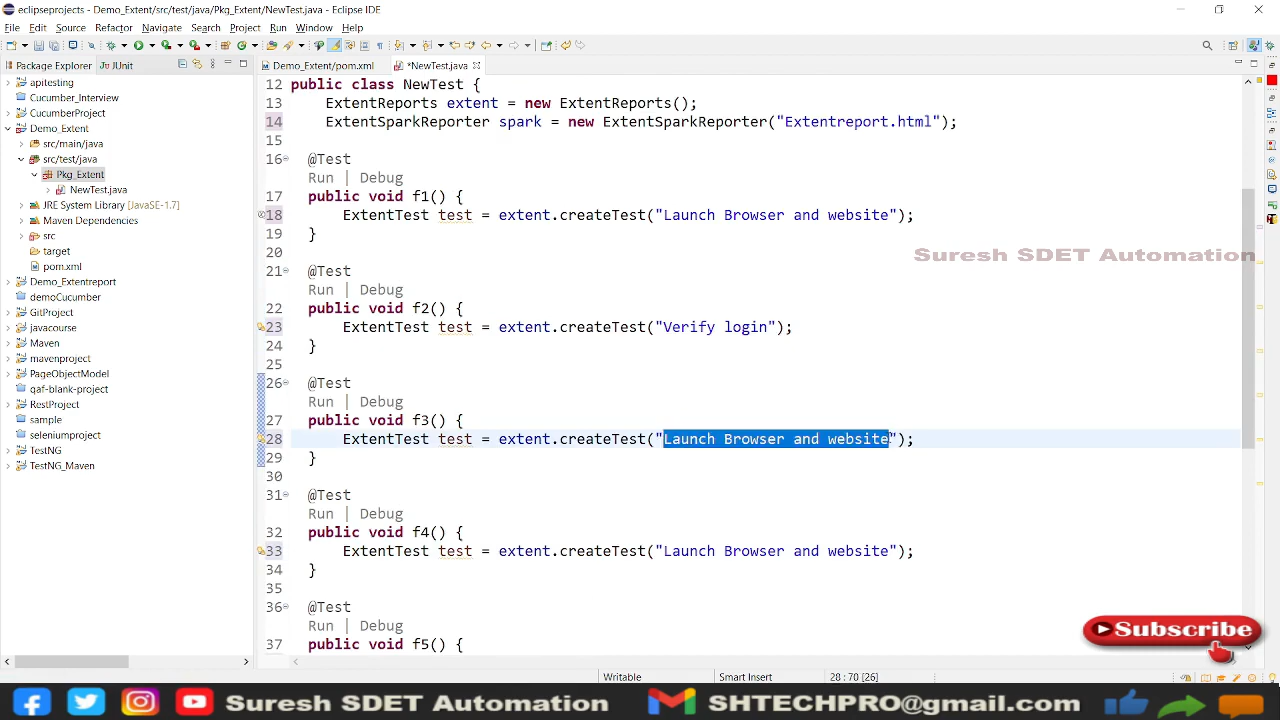 eclipseprojects - Demo_Extent/src/test/java/Pkg_Extent/NewTest.java - Eclipse IDE
File Edit Source Refactor Navigate Search Project Run Window Help
Package Explorer JUnit
apitesting
Cucumber_Interview
CucumberProject
Demo_Extent
src/main/java
src/test/java
Pkg_Extent
NewTest.java
JRE System Library [JavaSE-1.7]
Maven Dependencies
src
target
pom.xml
Demo_Extentreport
demoCucumber
GitProject
javacourse
Maven
mavenproject
PageObjectModel
qaf-blank-project
RestProject
sample
seleniumproject
TestNG
TestNG_Maven
Demo_Extent/pom.xml *NewTest.java
12 public class NewTest {
13 ExtentReports extent = new ExtentReports();
14 ExtentSparkReporter spark = new ExtentSparkReporter("Extentreport.html");
15
16 @Test
Run | Debug
17 public void f1() {
18 ExtentTest test = extent.createTest("Launch Browser and website");
19 }
20
21 @Test
Run | Debug
22 public void f2() {
23 ExtentTest test = extent.createTest("Verify login");
24 }
25
26 @Test
Run | Debug
27 public void f3() {
28 ExtentTest test = extent.createTest("Launch Browser and website");
29 }
30
31 @Test
Run | Debug
32 public void f4() {
33 ExtentTest test = extent.createTest("Launch Browser and website");
34 }
35
36 @Test
Run | Debug
37 public void f5() {
Suresh SDET Automation
Subscribe
Writable Smart Insert 28 : 70 [26]
Suresh SDET Automation SHTECHPRO@gmail.com